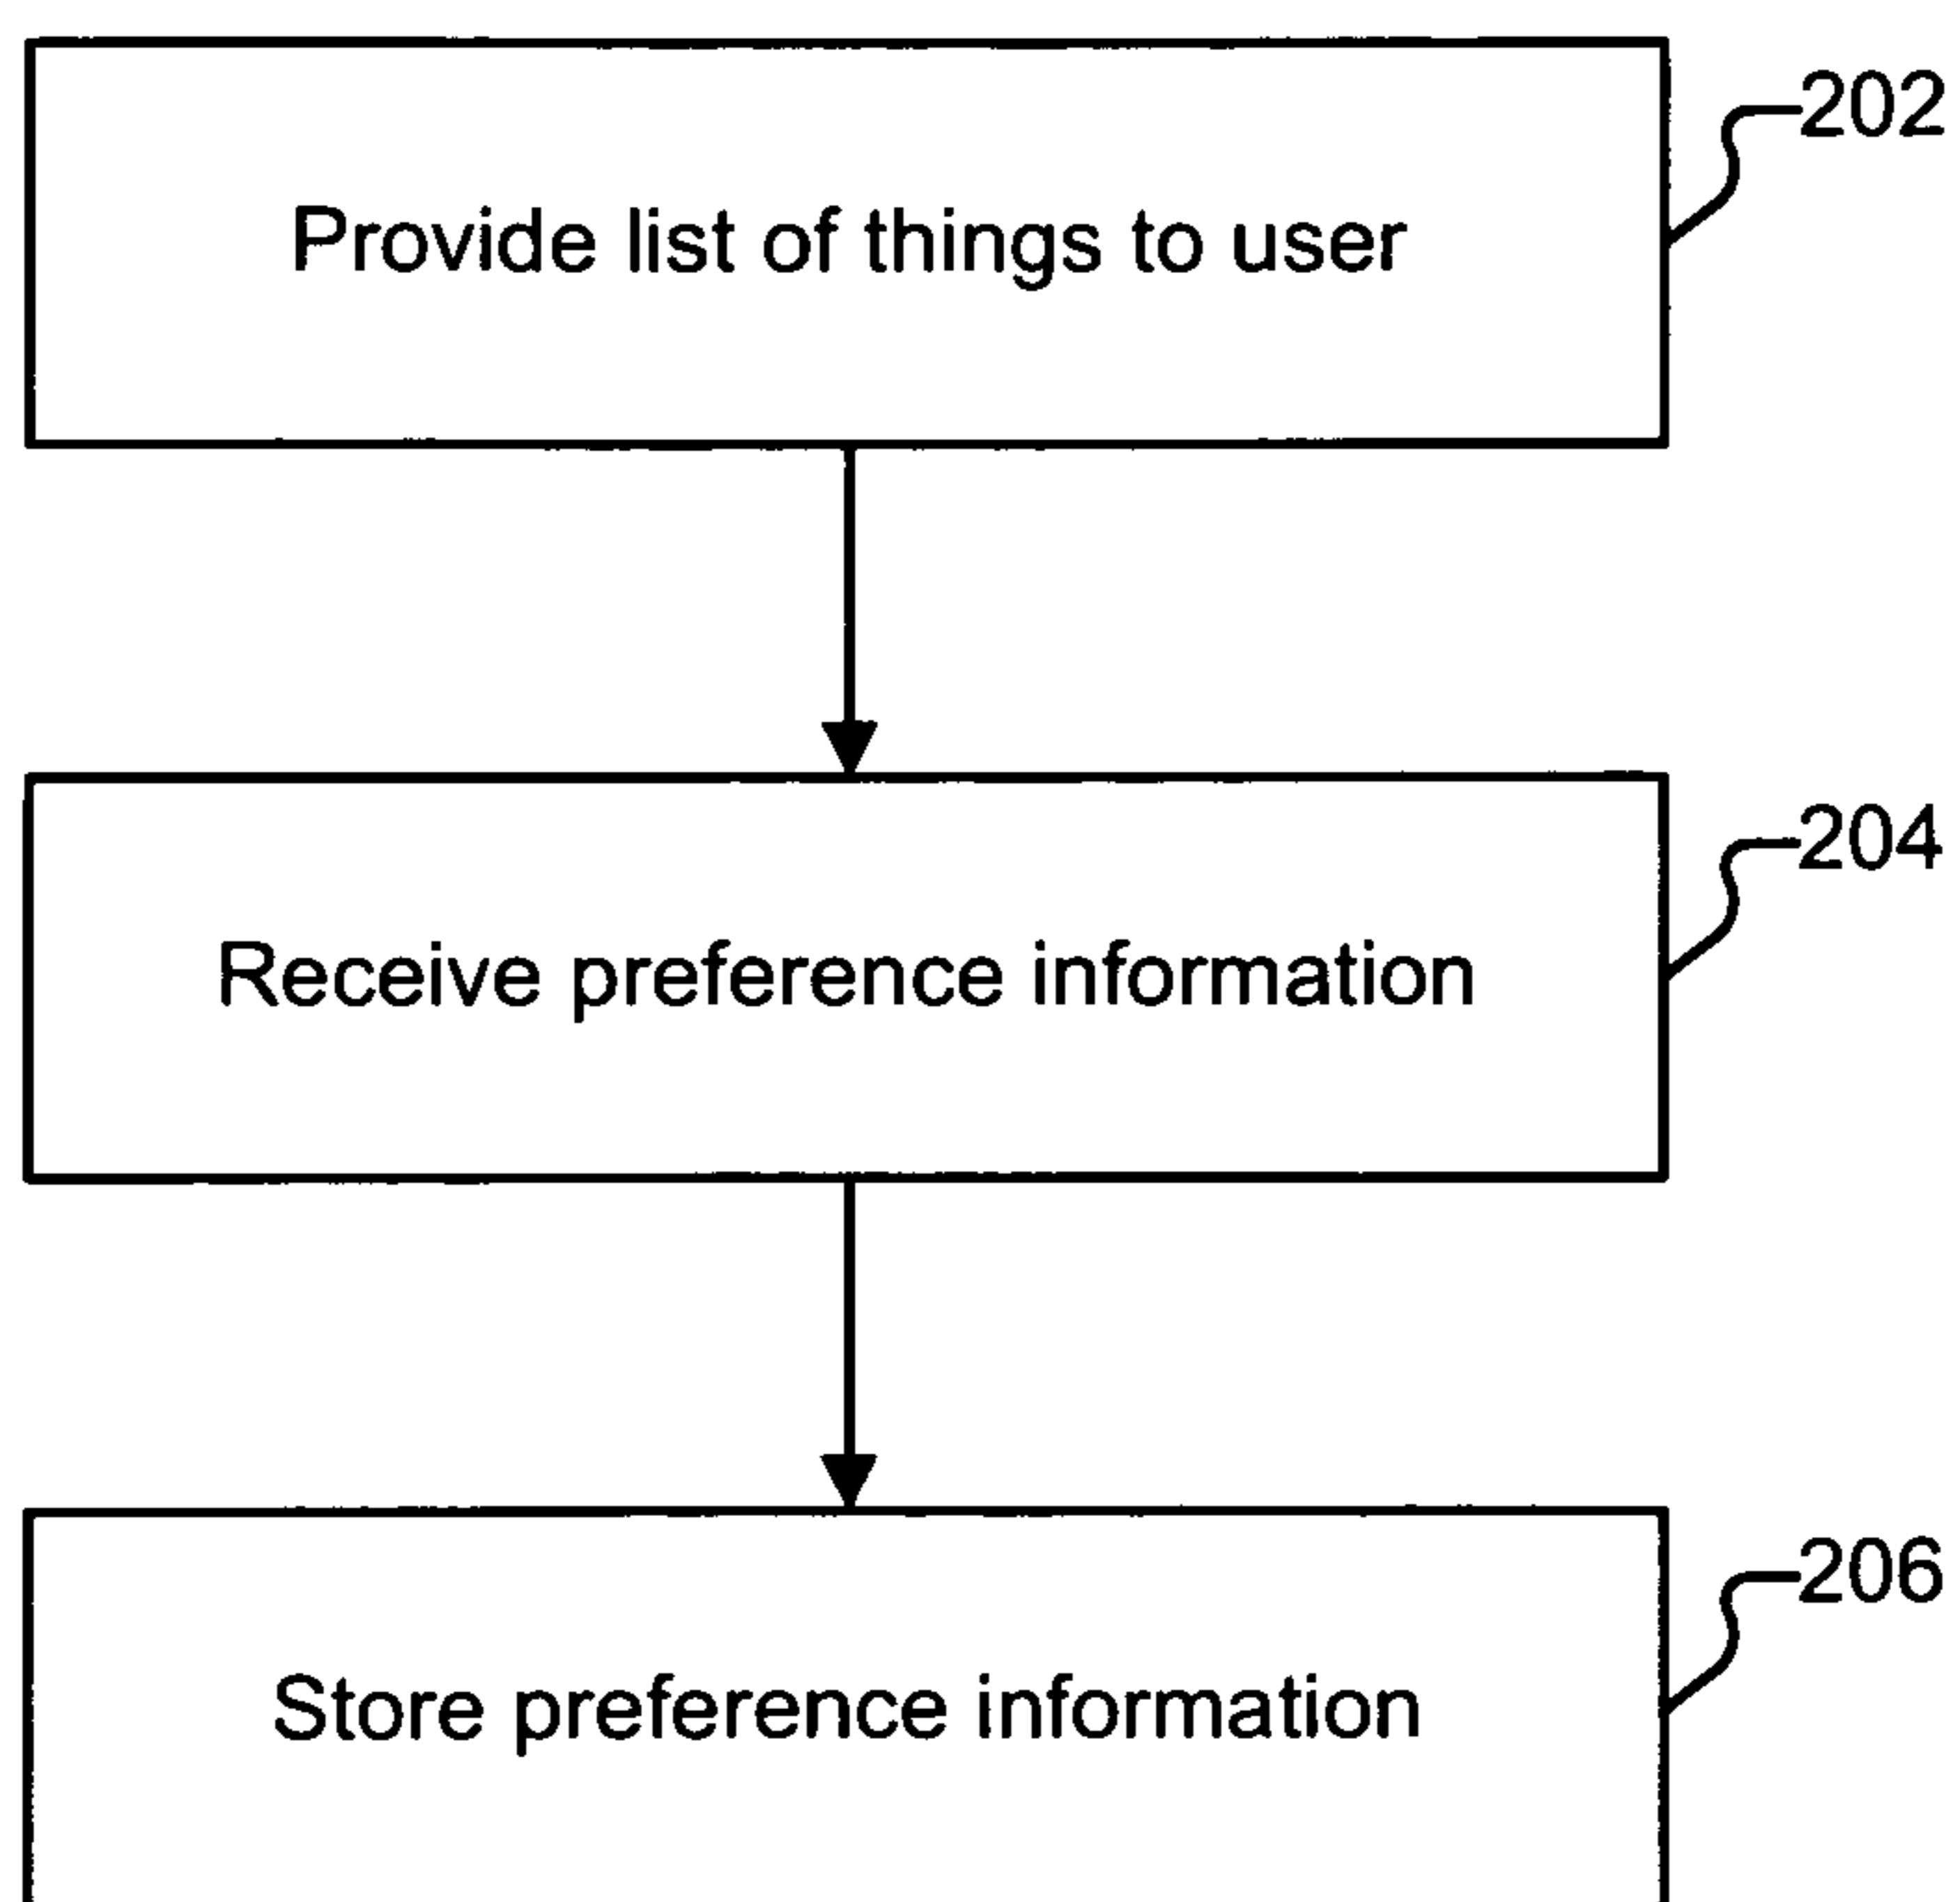 202
Provide list of things to user
204
Receive preference information
206
Store preference information